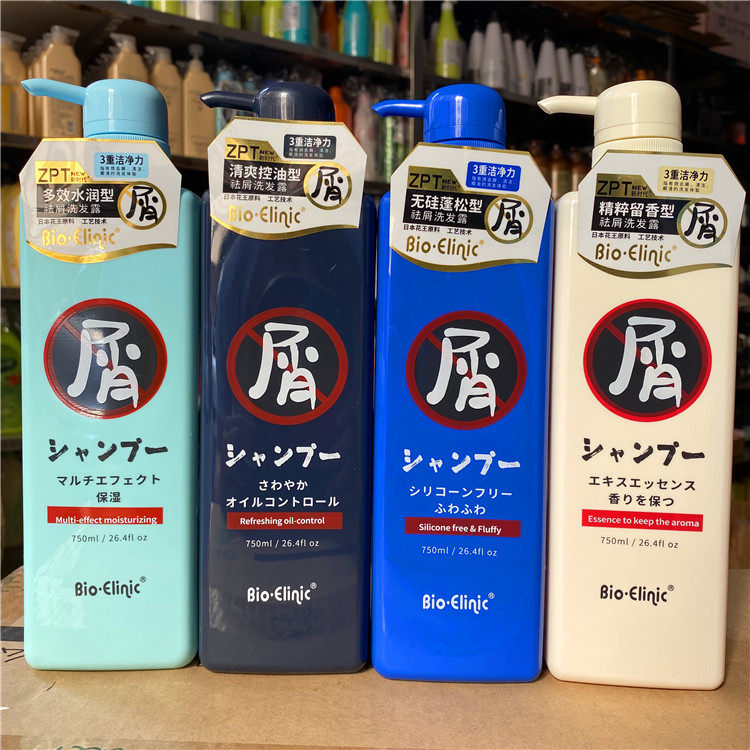 ZPT NEW
新时代
3重洁净力
多效水润型
祛屑洗发露
屑
日本花王原料 工艺技术
Bio·Elinic®
屑
シャンプー
マルチエフェクト
保湿
Multi-effect moisturizing
750ml / 26.4fl oz
Bio·Elinic®
ZPT NEW
新时代
3重洁净力
清爽控油型
祛屑洗发露
屑
日本花王原料 工艺技术
Bio·Elinic®
屑
シャンプー
さわやか
オイルコントロール
Refreshing oil-control
750ml / 26.4fl oz
Bio·Elinic®
ZPT NEW
新时代
3重洁净力
无硅蓬松型
祛屑洗发露
屑
日本花王原料 工艺技术
Bio·Elinic®
屑
シャンプー
シリコーンフリー
ふわふわ
Silicone free & Fluffy
750ml / 26.4fl oz
Bio·Elinic®
ZPT NEW
新时代
3重洁净力
精粹留香型
祛屑洗发露
屑
日本花王原料 工艺技术
Bio·Elinic®
屑
シャンプー
エキスエッセンス
香りを保つ
Essence to keep the aroma
750ml / 26.4fl oz
Bio·Elinic®